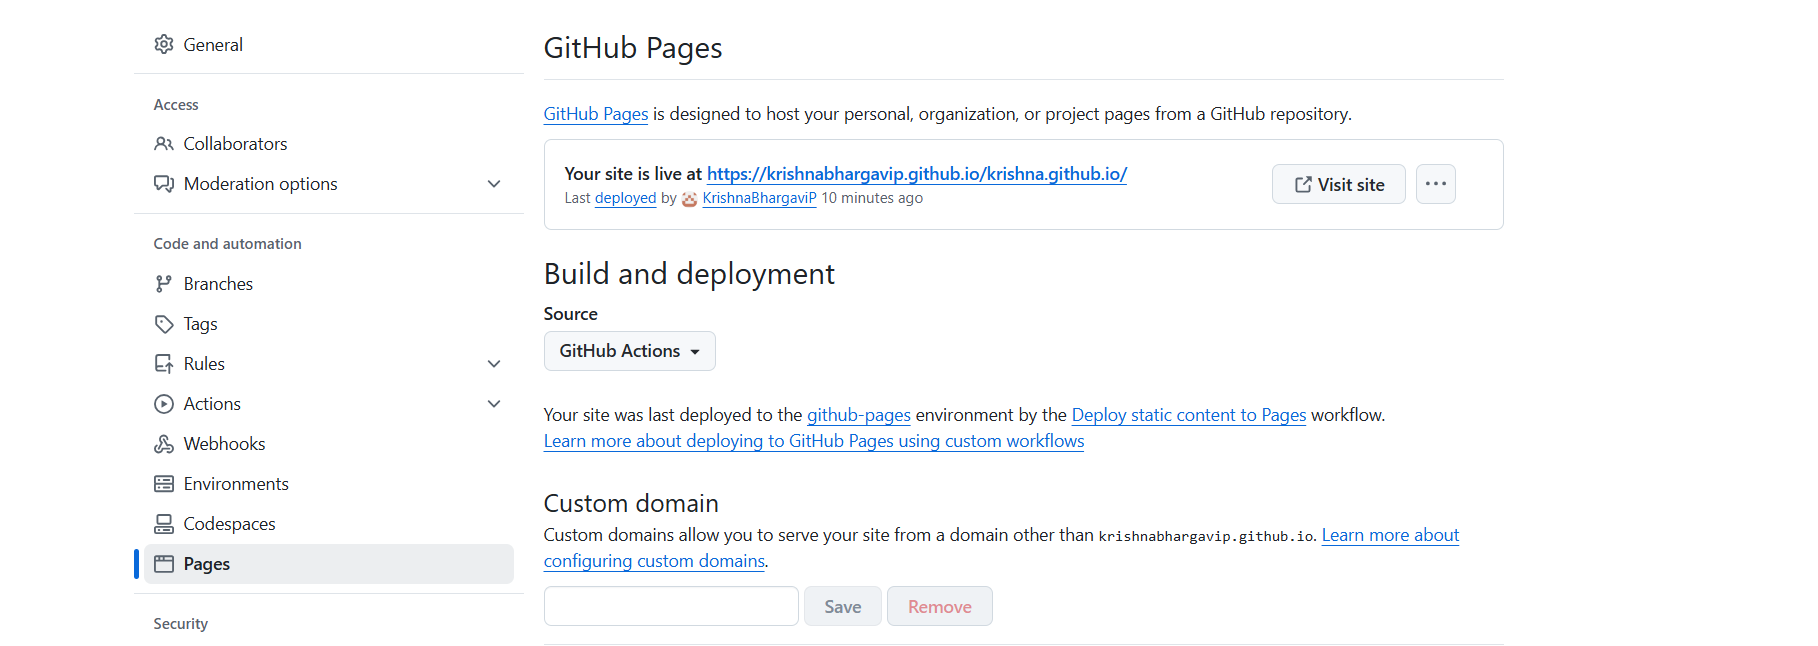 General
Access
Collaborators
Moderation options
Code and automation
Branches
Tags
Rules
Actions
Webhooks
Environments
Codespaces
Pages
Security
GitHub Pages
GitHub Pages is designed to host your personal, organization, or project pages from a GitHub repository.
Your site is live at https://krishnabhargavip.github.io/krishna.github.io/
Last deployed by KrishnaBhargaviP 10 minutes ago
Visit site
Build and deployment
Source
GitHub Actions
Your site was last deployed to the github-pages environment by the Deploy static content to Pages workflow.
Learn more about deploying to GitHub Pages using custom workflows
Custom domain
Custom domains allow you to serve your site from a domain other than krishnabhargavip.github.io. Learn more about
configuring custom domains.
Save Remove